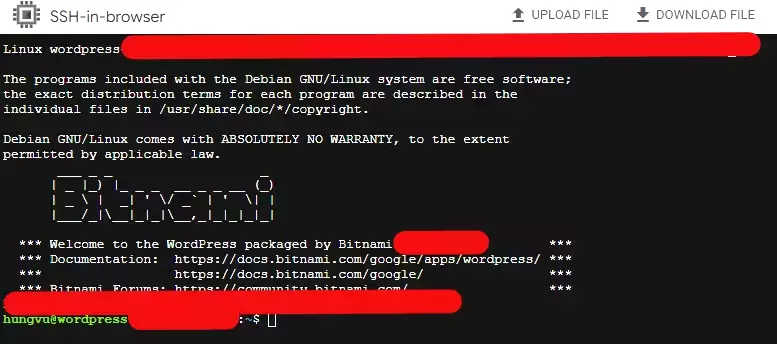 SSH-in-browser
UPLOAD FILE
DOWNLOAD FILE
Linux wordpress
The programs included with the Debian GNU/Linux system are free software;
the exact distribution terms for each program are described in the
individual files in /usr/share/doc/*/copyright.
Debian GNU/Linux comes with ABSOLUTELY NO WARRANTY, to the extent
permitted by applicable law.
Bitnami
*** Welcome to the WordPress packaged by Bitnami ***
*** Documentation: https://docs.bitnami.com/google/apps/wordpress/ ***
*** https://docs.bitnami.com/google/ ***
*** Bitnami Forums: https://community.bitnami.com/ ***
hungvu@wordpress :~$